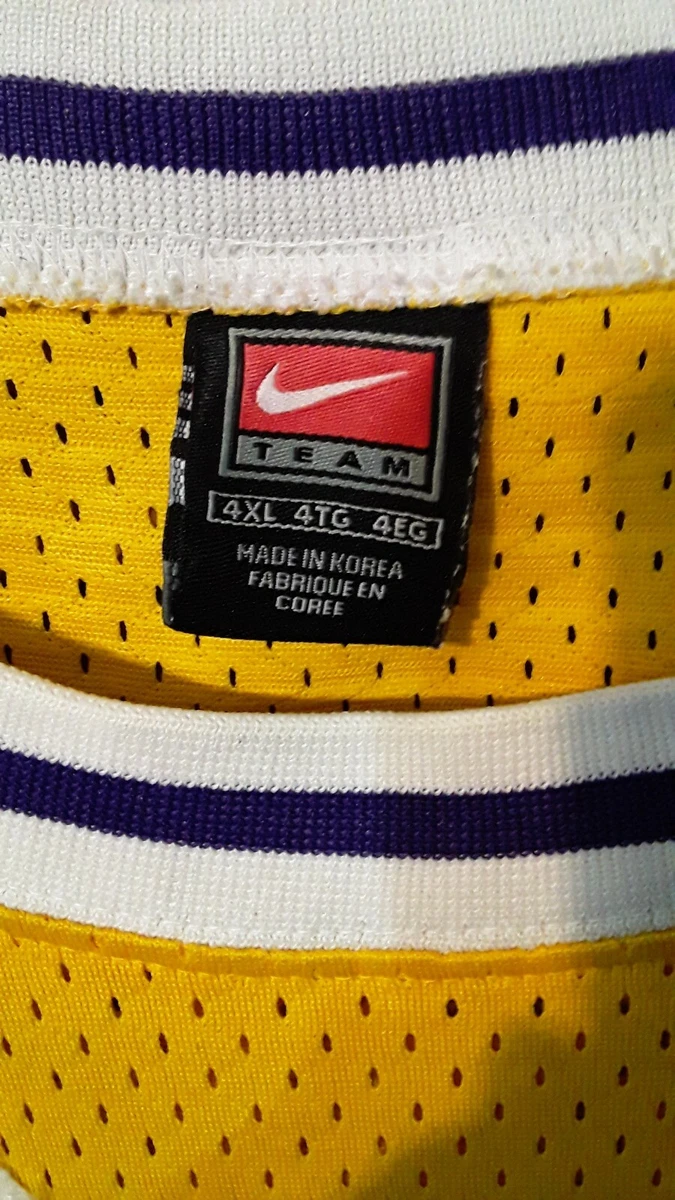 TEAM
4XL 4TG 4EG
MADE IN KOREA
FABRIQUE EN
COREE